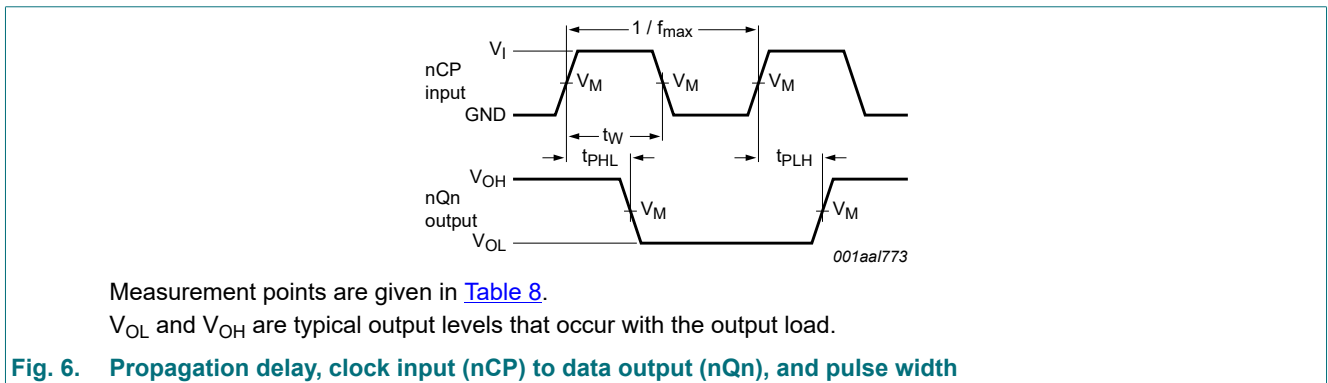 1 / fmax
VI
nCP
input
VM
VM
VM
GND
tW
tPHL
tPLH
VOH
nQn
output
VM
VM
VOL
001aal773
Measurement points are given in Table 8.
VOL and VOH are typical output levels that occur with the output load.
Fig. 6. Propagation delay, clock input (nCP) to data output (nQn), and pulse width